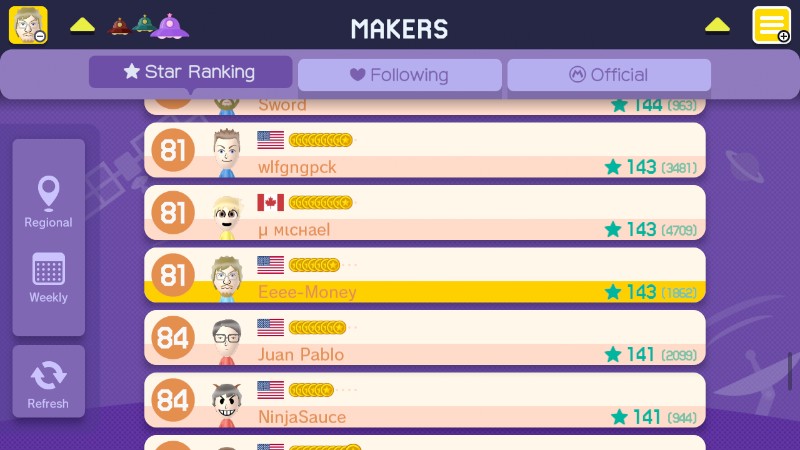 MAKERS
Star Ranking
Following
Official
Sword
144 (963)
81
wlfgngpck
143 (3481)
Regional
81
µ мιcнael
143 (4709)
Weekly
81
Eeee-Money
143 (1862)
84
Juan Pablo
141 (2099)
Refresh
84
NinjaSauce
141 (944)